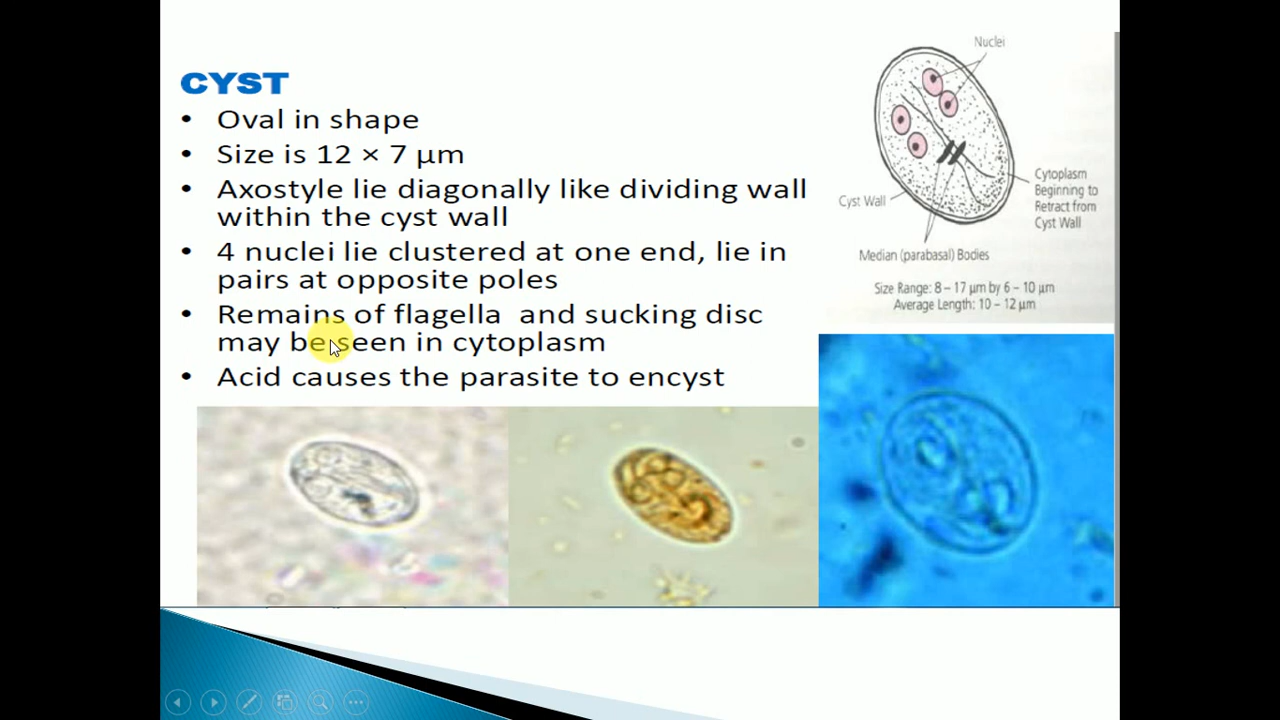 CYST
• Oval in shape
• Size is 12 × 7 µm
• Axostyle lie diagonally like dividing wall
within the cyst wall
• 4 nuclei lie clustered at one end, lie in
pairs at opposite poles
• Remains of flagella and sucking disc
may be seen in cytoplasm
• Acid causes the parasite to encyst
Nuclei
Cyst Wall
Cytoplasm
Beginning to
Retract from
Cyst Wall
Median (parabasal) Bodies
Size Range: 8 – 17 µm by 6 – 10 µm
Average Length: 10 – 12 µm